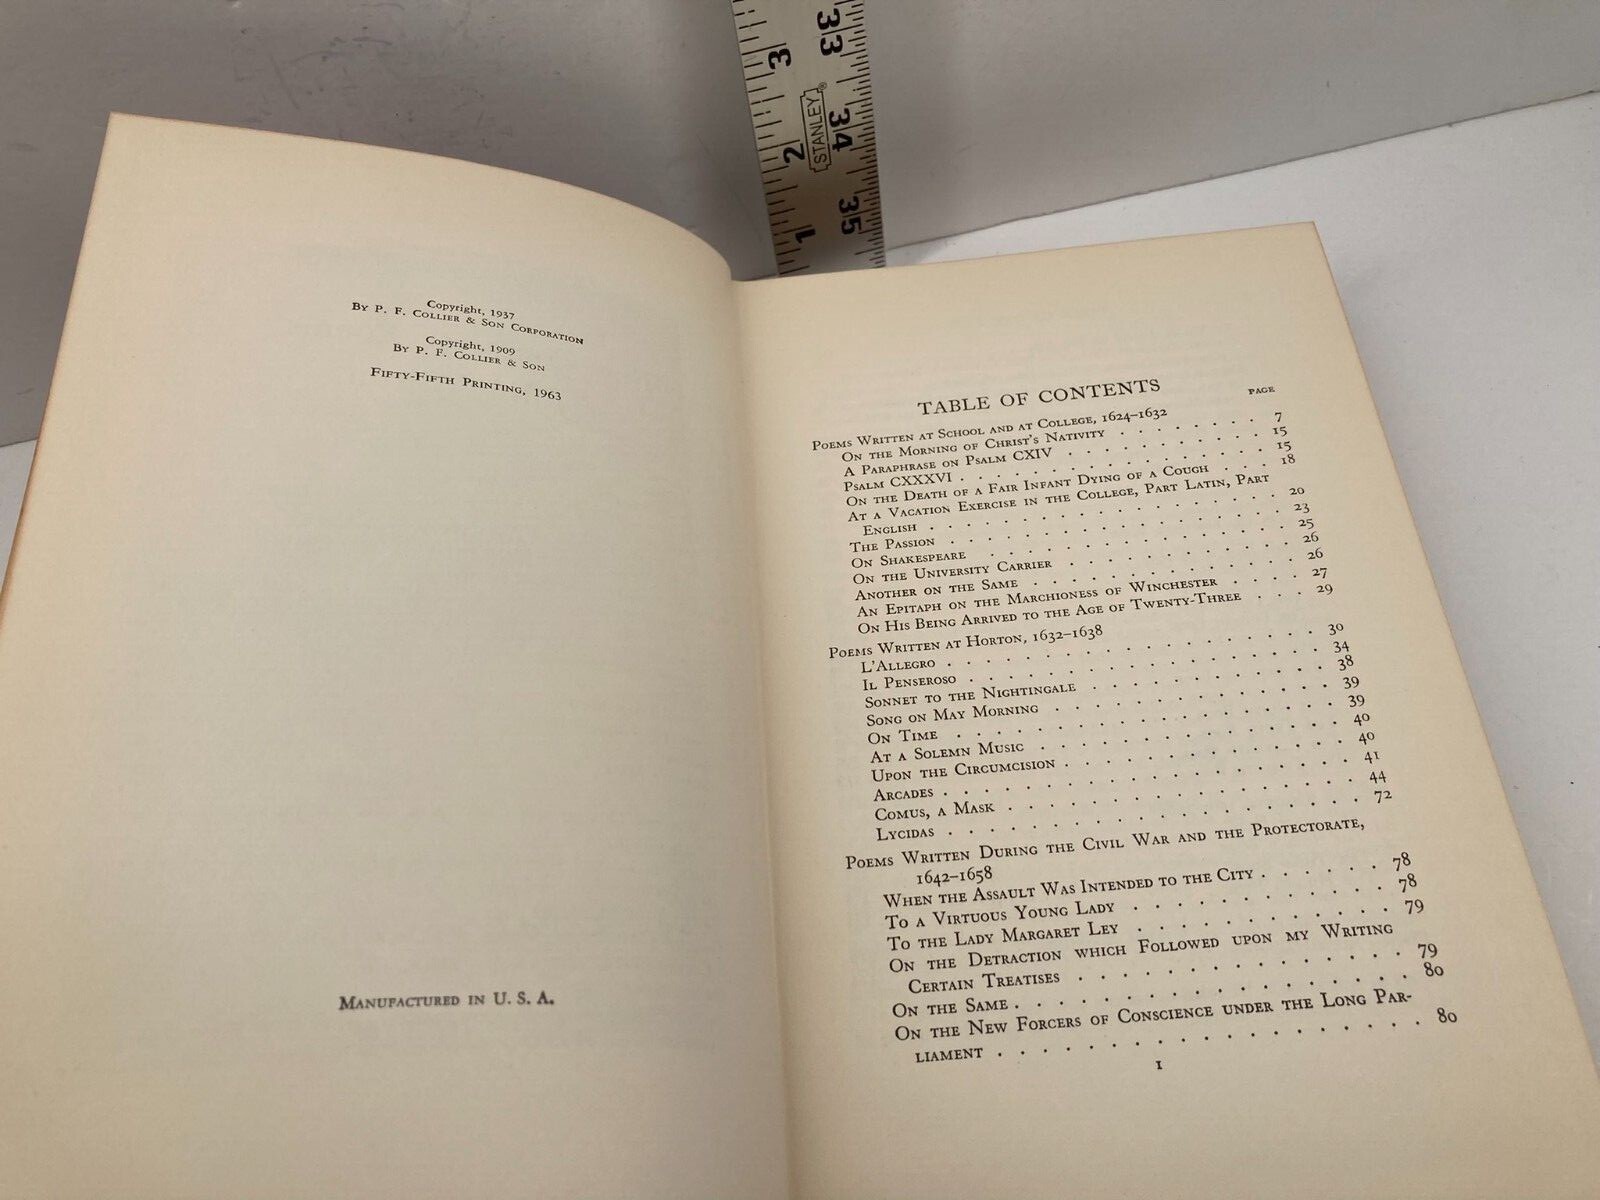 3
33
STANLEY
2
34
1
35
Copyright, 1937
By P. F. Collier & Son Corporation
Copyright, 1909
By P. F. Collier & Son
Fifty-Fifth Printing, 1963
Manufactured in U. S. A.
TABLE OF CONTENTS
PAGE
Poems Written at School and at College, 1624–1632
On the Morning of Christ's Nativity . . . . . . . . 7
A Paraphrase on Psalm CXIV . . . . . . . . . . 15
Psalm CXXXVI . . . . . . . . . . . . . . . 15
On the Death of a Fair Infant Dying of a Cough . . . 18
At a Vacation Exercise in the College, Part Latin, Part
English . . . . . . . . . . . . . . . . 20
The Passion . . . . . . . . . . . . . . . 23
On Shakespeare . . . . . . . . . . . . . . 25
On the University Carrier . . . . . . . . . . 26
Another on the Same . . . . . . . . . . . . 26
An Epitaph on the Marchioness of Winchester . . . . 27
On His Being Arrived to the Age of Twenty-Three . . . 29
Poems Written at Horton, 1632–1638
L'Allegro . . . . . . . . . . . . . . . . 30
Il Penseroso . . . . . . . . . . . . . . . 34
Sonnet to the Nightingale . . . . . . . . . . 38
Song on May Morning . . . . . . . . . . . . 39
On Time . . . . . . . . . . . . . . . . 39
At a Solemn Music . . . . . . . . . . . . . 40
Upon the Circumcision . . . . . . . . . . . . 40
Arcades . . . . . . . . . . . . . . . . 41
Comus, a Mask . . . . . . . . . . . . . . 44
Lycidas . . . . . . . . . . . . . . . . 72
Poems Written During the Civil War and the Protectorate,
1642–1658
When the Assault Was Intended to the City . . . . . . 78
To a Virtuous Young Lady . . . . . . . . . . . 78
To the Lady Margaret Ley . . . . . . . . . . . 79
On the Detraction which Followed upon my Writing
Certain Treatises . . . . . . . . . . . . . . 79
On the Same . . . . . . . . . . . . . . . . 80
On the New Forcers of Conscience under the Long Par-
liament . . . . . . . . . . . . . . . . . 80
1